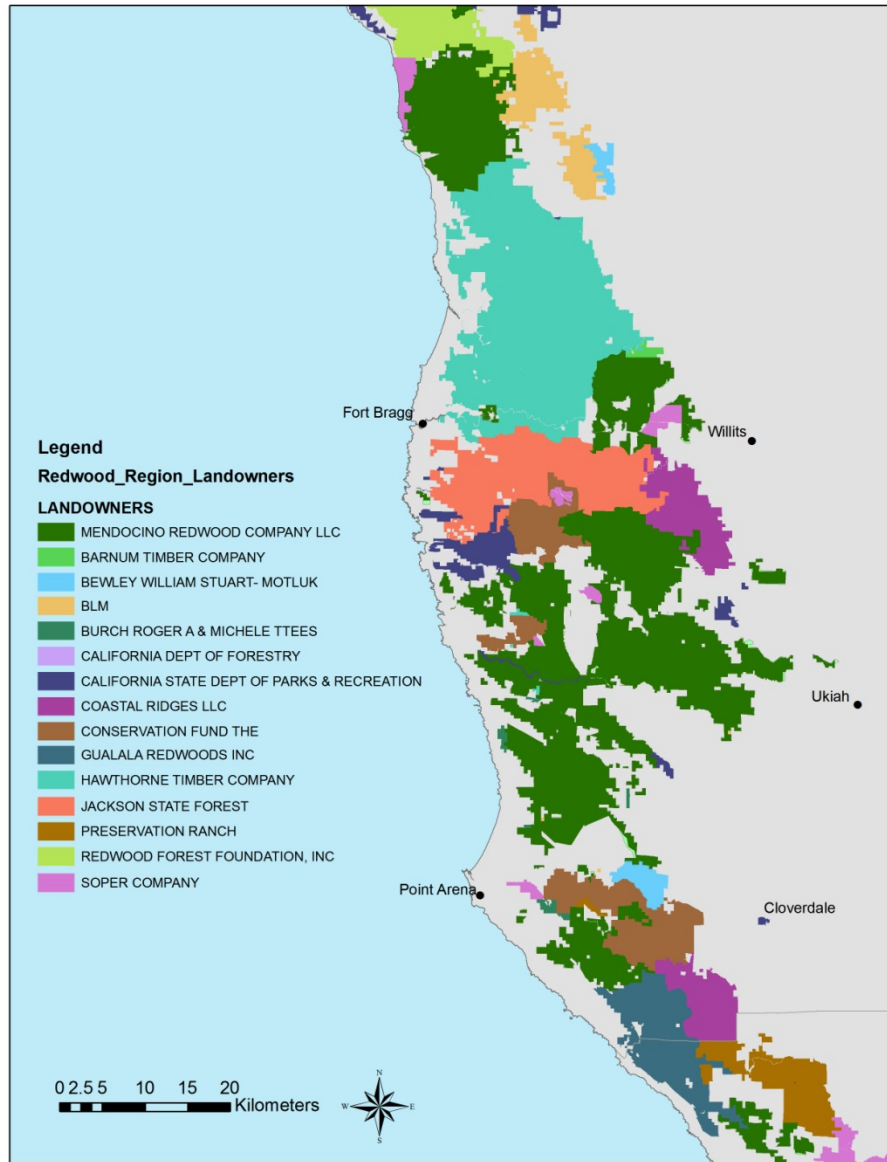 Fort Bragg
Willits
Legend
Redwood_Region_Landowners
LANDOWNERS
MENDOCINO REDWOOD COMPANY LLC
BARNUM TIMBER COMPANY
BEWLEY WILLIAM STUART- MOTLUK
BLM
BURCH ROGER A & MICHELE TTEES
CALIFORNIA DEPT OF FORESTRY
CALIFORNIA STATE DEPT OF PARKS & RECREATION
COASTAL RIDGES LLC
CONSERVATION FUND THE
GUALALA REDWOODS INC
HAWTHORNE TIMBER COMPANY
JACKSON STATE FOREST
PRESERVATION RANCH
REDWOOD FOREST FOUNDATION, INC
SOPER COMPANY
Ukiah
Point Arena
Cloverdale
0 2.5 5 10 15 20
Kilometers
N
W E
S